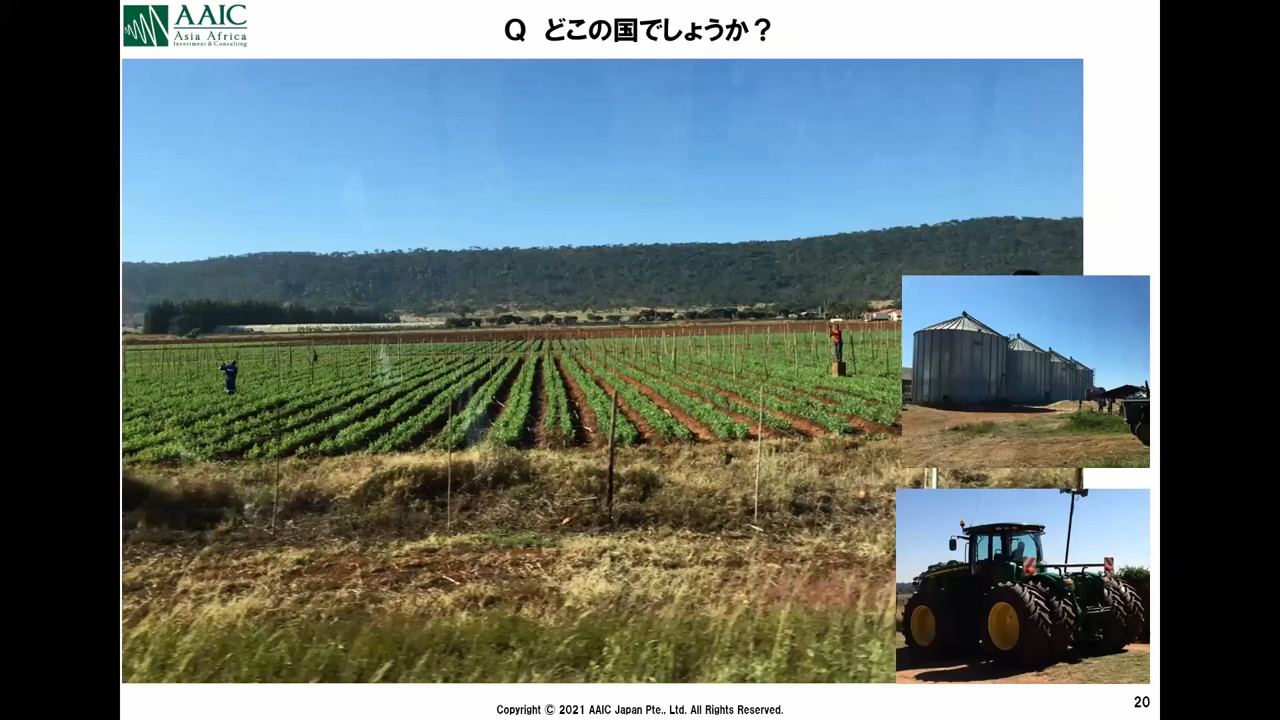 AAIC
Asia Africa
Investment & Consulting
Q どこの国でしょうか？
Copyright © 2021 AAIC Japan Pte., Ltd. All Rights Reserved.
20